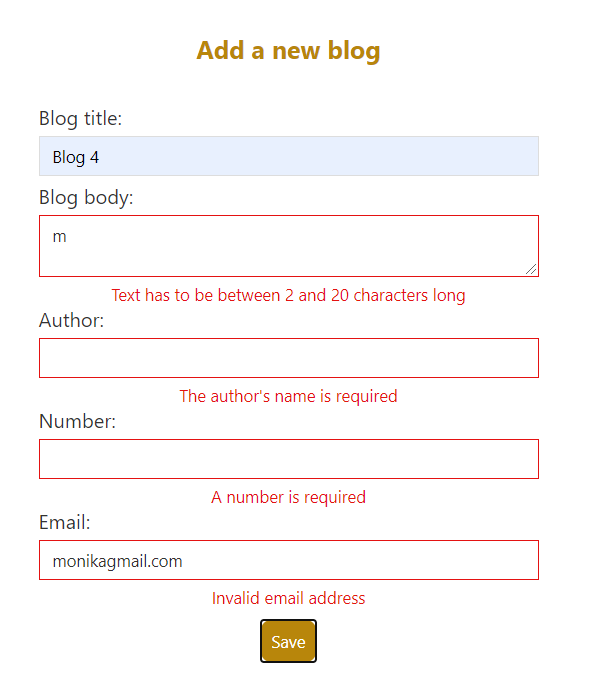 Add a new blog
Blog title:
Blog 4
Blog body:
m
Text has to be between 2 and 20 characters long
Author:
The author's name is required
Number:
A number is required
Email:
monikagmail.com
Invalid email address
Save